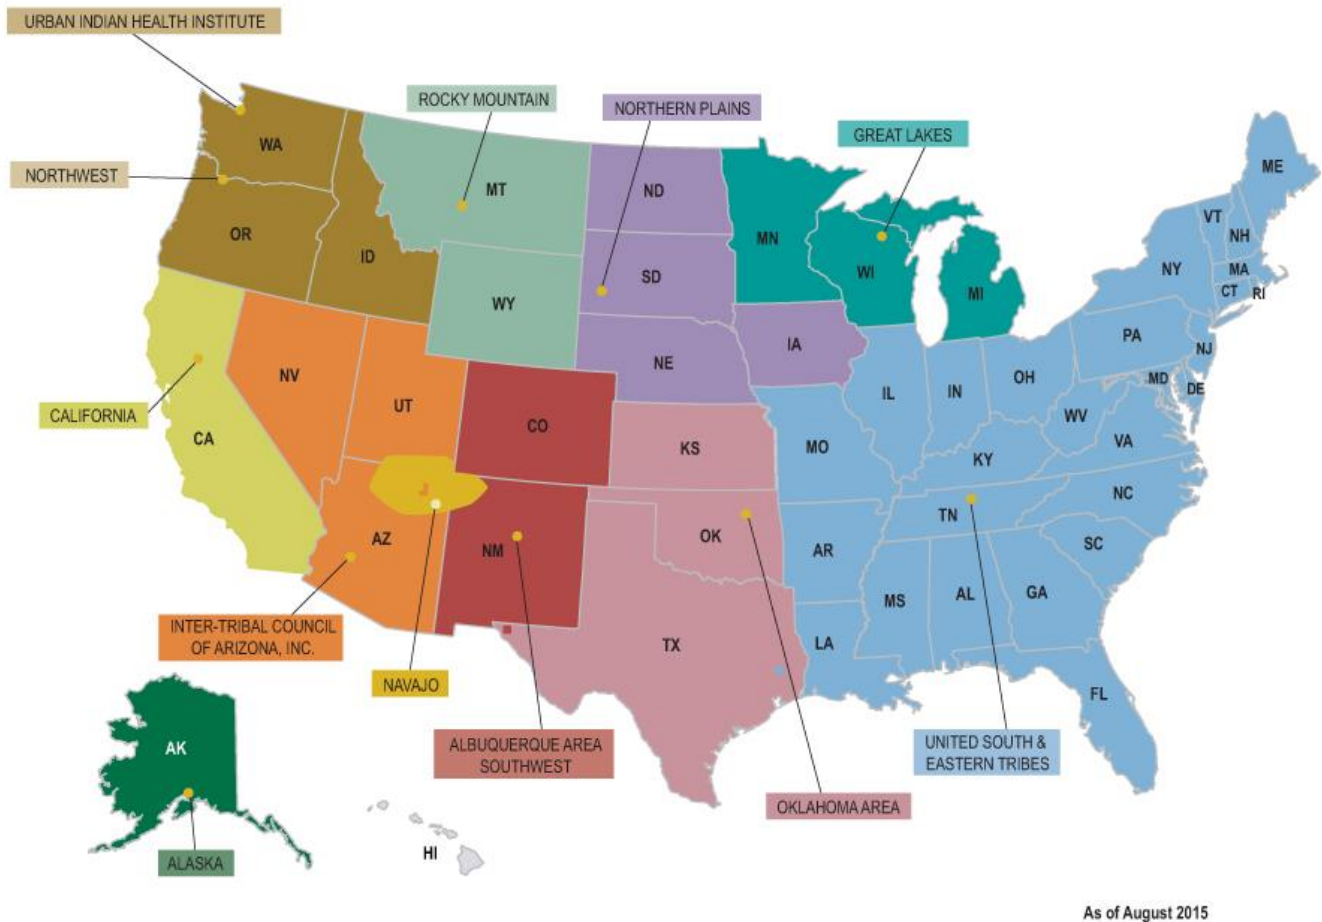 URBAN INDIAN HEALTH INSTITUTE
ROCKY MOUNTAIN
NORTHERN PLAINS
GREAT LAKES
NORTHWEST
WA
MT
ND
MN
ME
VT
NH
OR
ID
SD
WI
MI
NY
MA
CT
RI
WY
NE
IA
PA
NJ
CALIFORNIA
CA
NV
UT
CO
KS
MO
IL
IN
OH
MD
DE
WV
VA
KY
NC
AZ
NM
OK
AR
TN
SC
MS
AL
GA
TX
LA
FL
INTER-TRIBAL COUNCIL
OF ARIZONA, INC.
NAVAJO
ALBUQUERQUE AREA
SOUTHWEST
UNITED SOUTH &
EASTERN TRIBES
OKLAHOMA AREA
AK
ALASKA
HI
As of August 2015